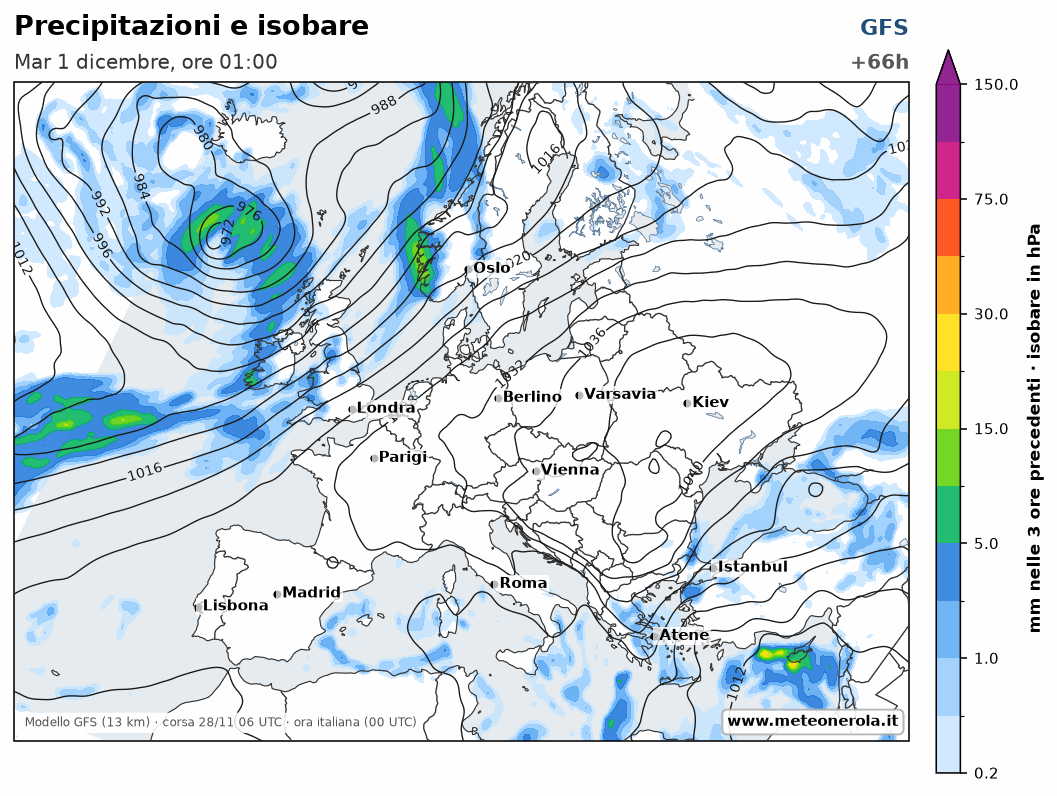 Precipitazioni e isobare
GFS
Mar 1 dicembre, ore 01:00
+66h
150.0
75.0
30.0
15.0
5.0
1.0
0.2
mm nelle 3 ore precedenti · isobare in hPa
988
980
984
976
972
992
996
1012
1016
1016
1020
1036
1032
1012
Oslo
Londra
Berlino
Varsavia
Kiev
Parigi
Vienna
Istanbul
Roma
Madrid
Lisbona
Atene
Modello GFS (13 km) · corsa 28/11 06 UTC · ora italiana (00 UTC)
www.meteonerola.it